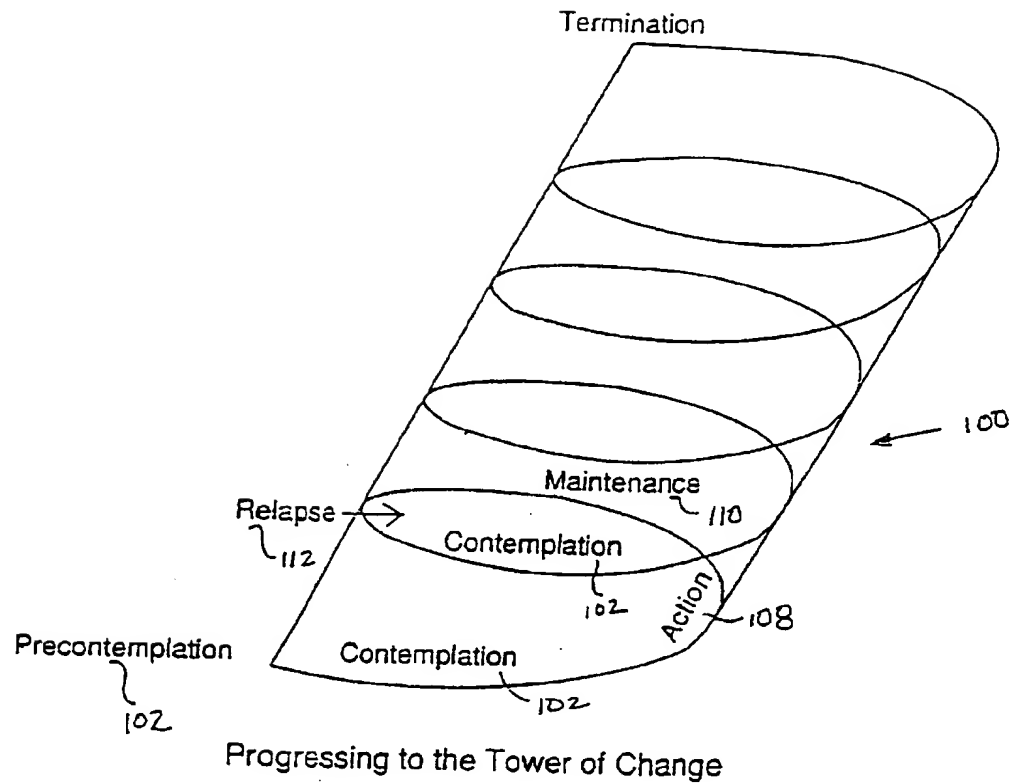 Termination
100
Maintenance
110
Relapse
112
Contemplation
102
Action
108
Precontemplation
102
Contemplation
102
Progressing to the Tower of Change